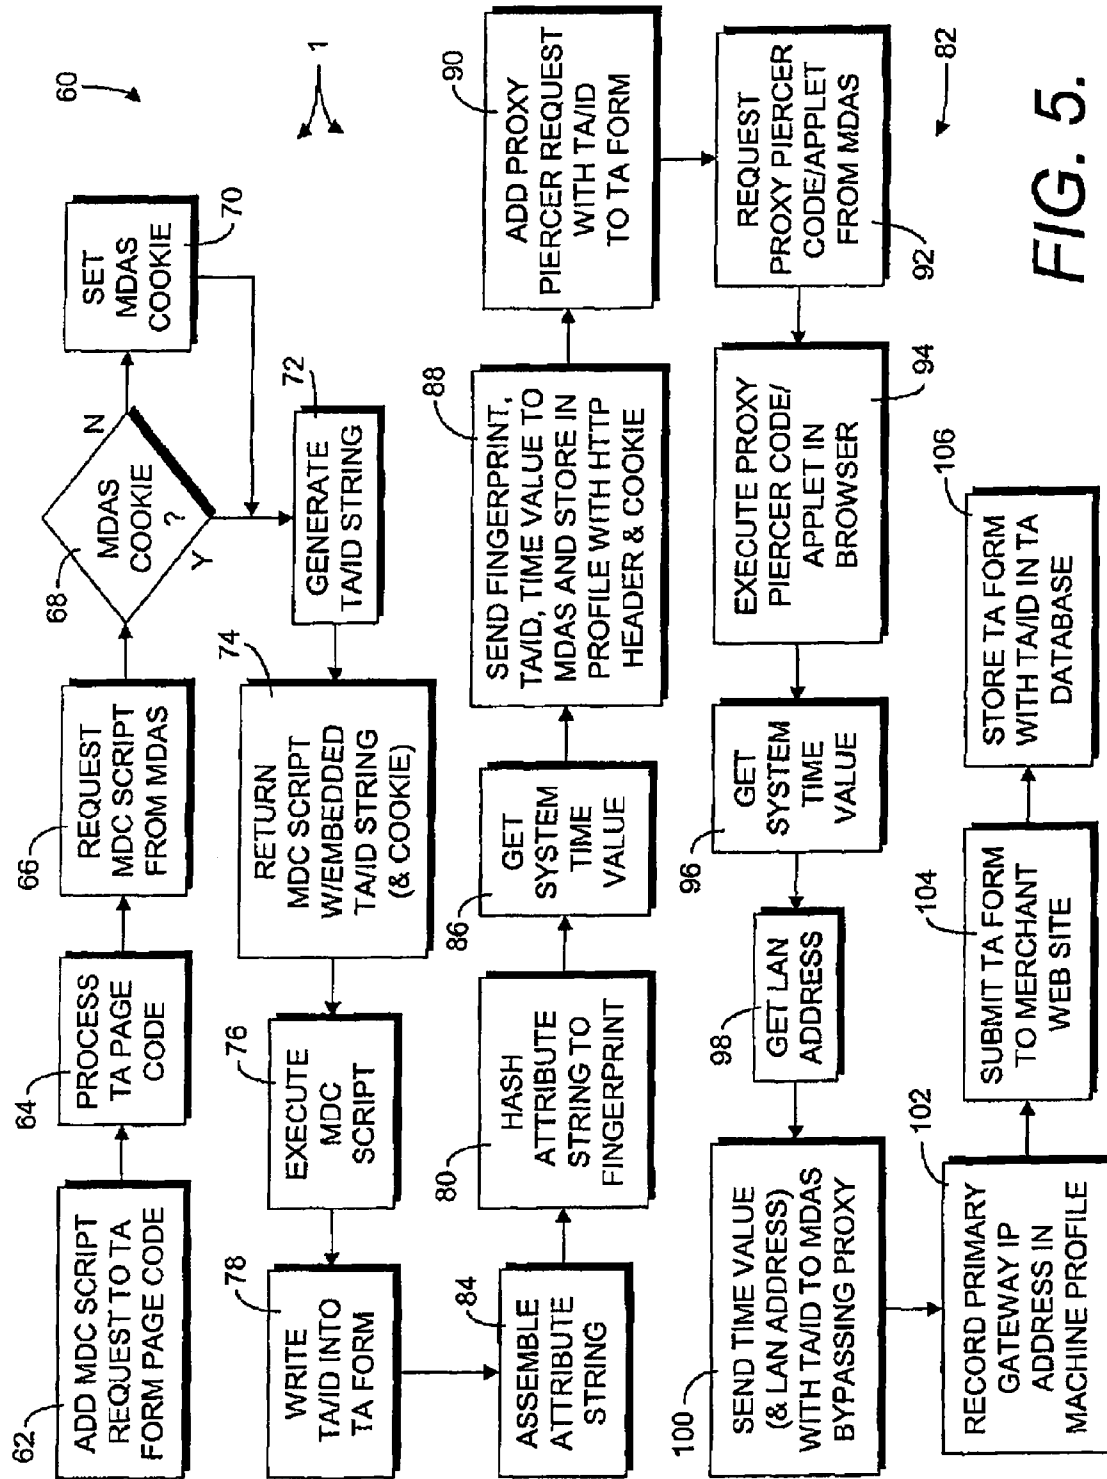 60
1
62
ADD MDC SCRIPT
REQUEST TO TA
FORM PAGE CODE
64
PROCESS
TA PAGE
CODE
66
REQUEST
MDC SCRIPT
FROM MDAS
68
MDAS
COOKIE
?
N
Y
SET
MDAS
COOKIE
70
72
GENERATE
TA/ID STRING
74
RETURN
MDC SCRIPT
W/EMBEDDED
TA/ID STRING
(& COOKIE)
76
EXECUTE
MDC
SCRIPT
78
WRITE
TA/ID INTO
TA FORM
84
ASSEMBLE
ATTRIBUTE
STRING
80
HASH
ATTRIBUTE
STRING TO
FINGERPRINT
86
GET
SYSTEM
TIME
VALUE
88
SEND FINGERPRINT,
TA/ID, TIME VALUE TO
MDAS AND STORE IN
PROFILE WITH HTTP
HEADER & COOKIE
90
ADD PROXY
PIERCER REQUEST
WITH TA/ID
TO TA FORM
REQUEST
PROXY PIERCER
CODE/APPLET
FROM MDAS
92
82
EXECUTE PROXY
PIERCER CODE/
APPLET IN
BROWSER
94
96
GET
SYSTEM
TIME
VALUE
98
GET LAN
ADDRESS
100
SEND TIME VALUE
(& LAN ADDRESS)
WITH TA/ID TO MDAS
BYPASSING PROXY
102
RECORD PRIMARY
GATEWAY IP
ADDRESS IN
MACHINE PROFILE
104
SUBMIT TA FORM
TO MERCHANT
WEB SITE
106
STORE TA FORM
WITH TA/ID IN TA
DATABASE
FIG. 5.